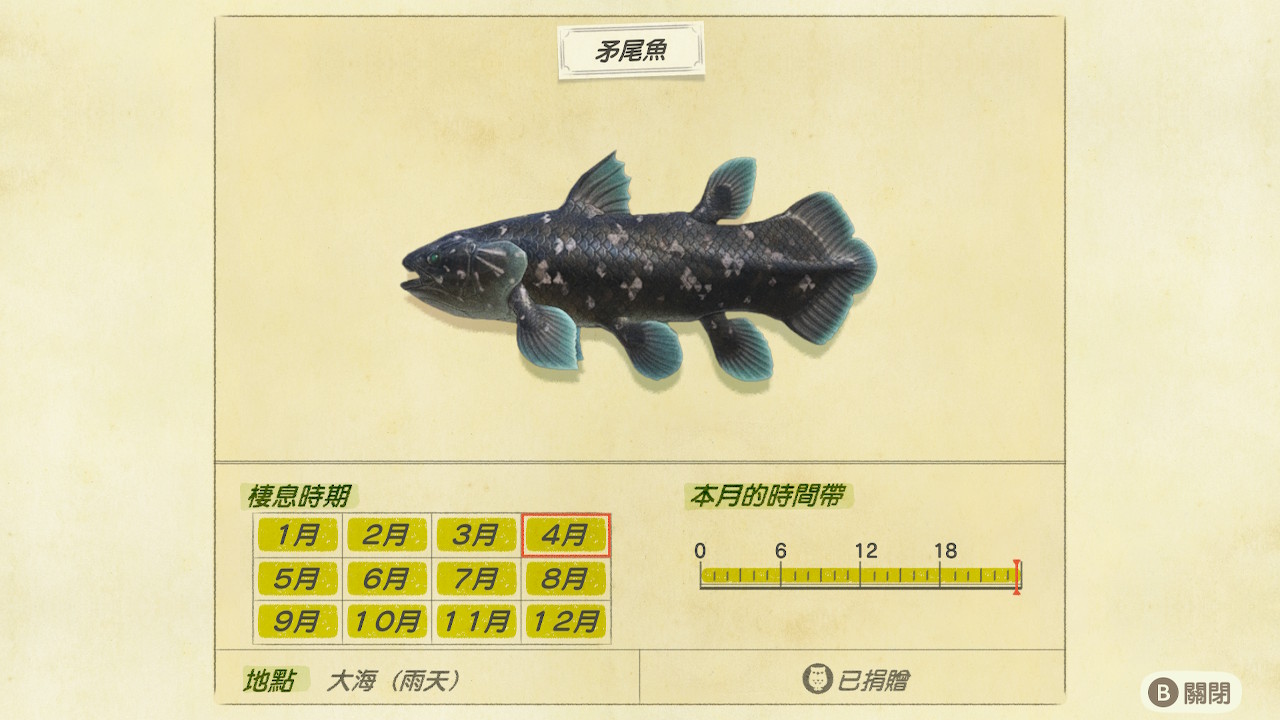 矛尾魚
棲息時期
1月 2月 3月 4月
5月 6月 7月 8月
9月 10月 11月 12月
本月的時間帶
0 6 12 18
地點 大海（雨天）
已捐贈
B 關閉